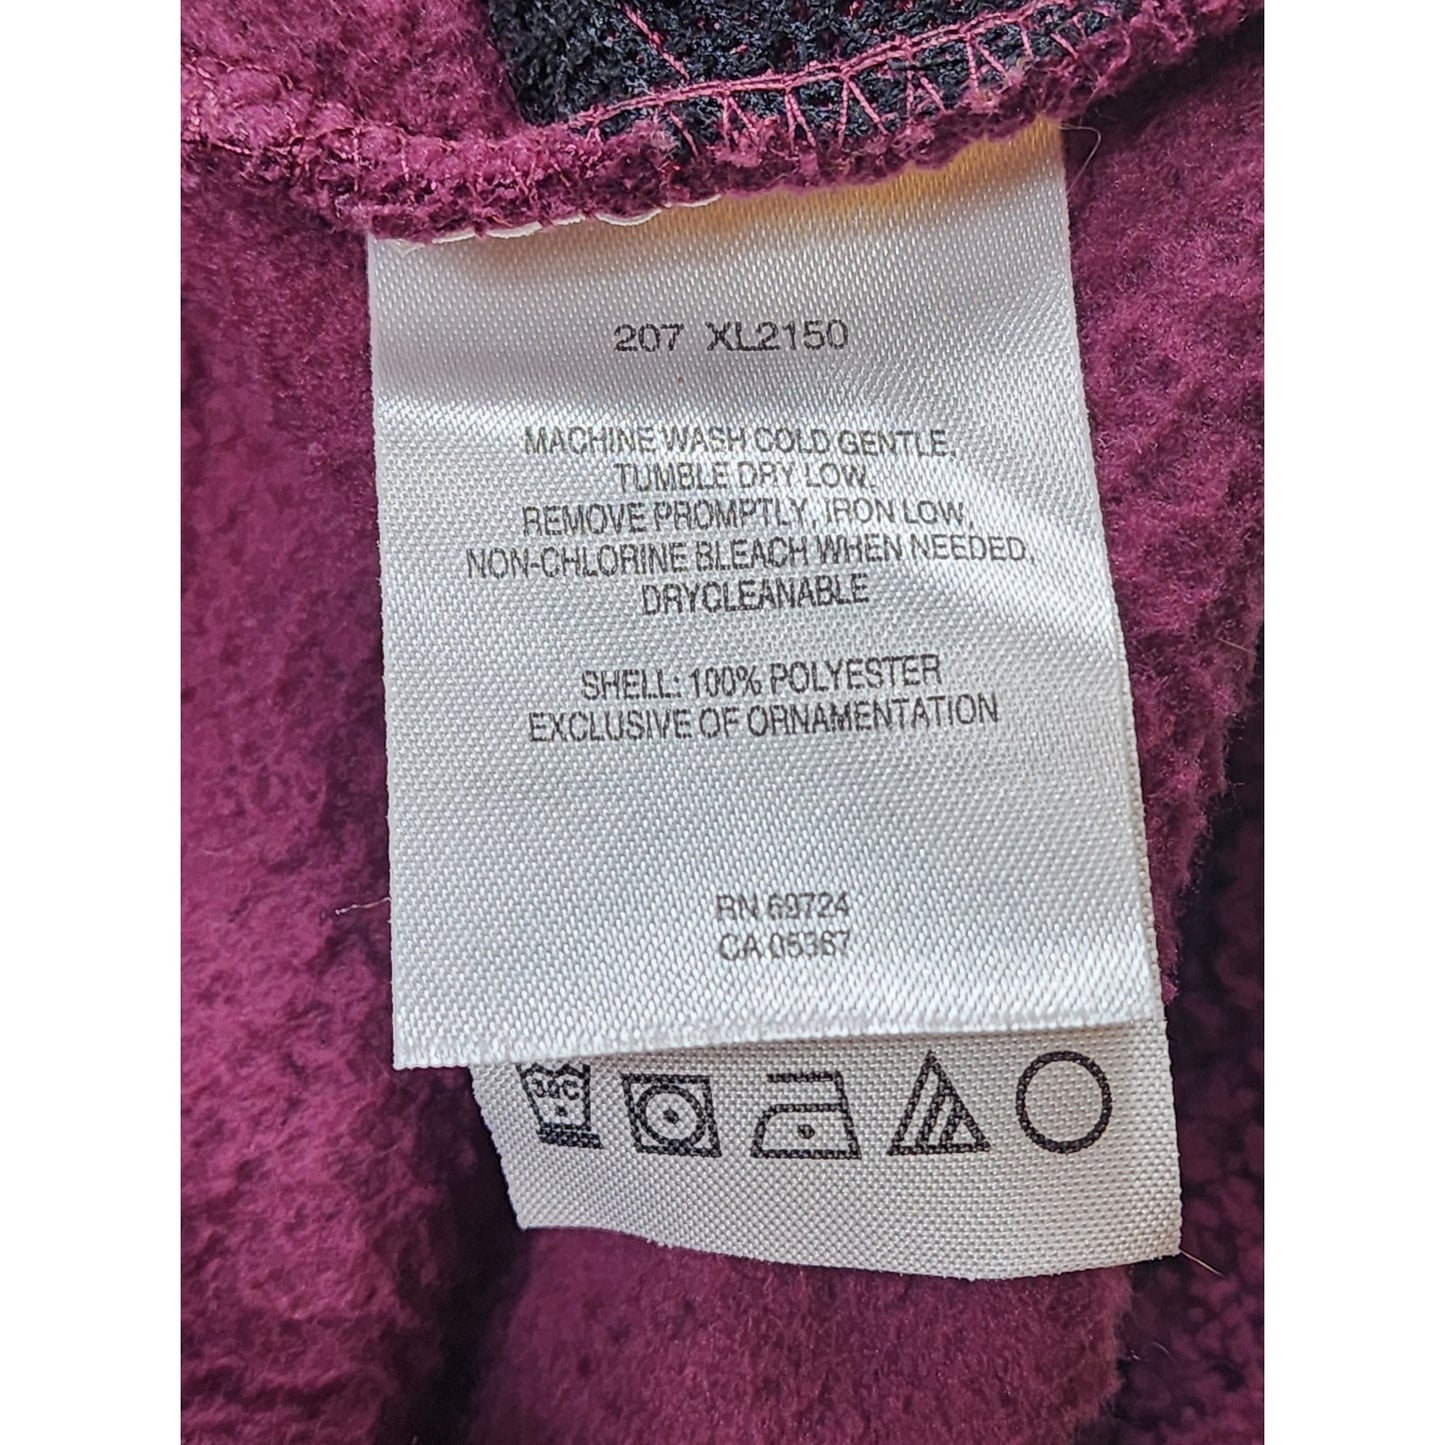 207 XL2150
MACHINE WASH COLD GENTLE,
TUMBLE DRY LOW.
REMOVE PROMPTLY, IRON LOW,
NON-CHLORINE BLEACH WHEN NEEDED,
DRYCLEANABLE
SHELL: 100% POLYESTER
EXCLUSIVE OF ORNAMENTATION
RN 69724
CA 05367